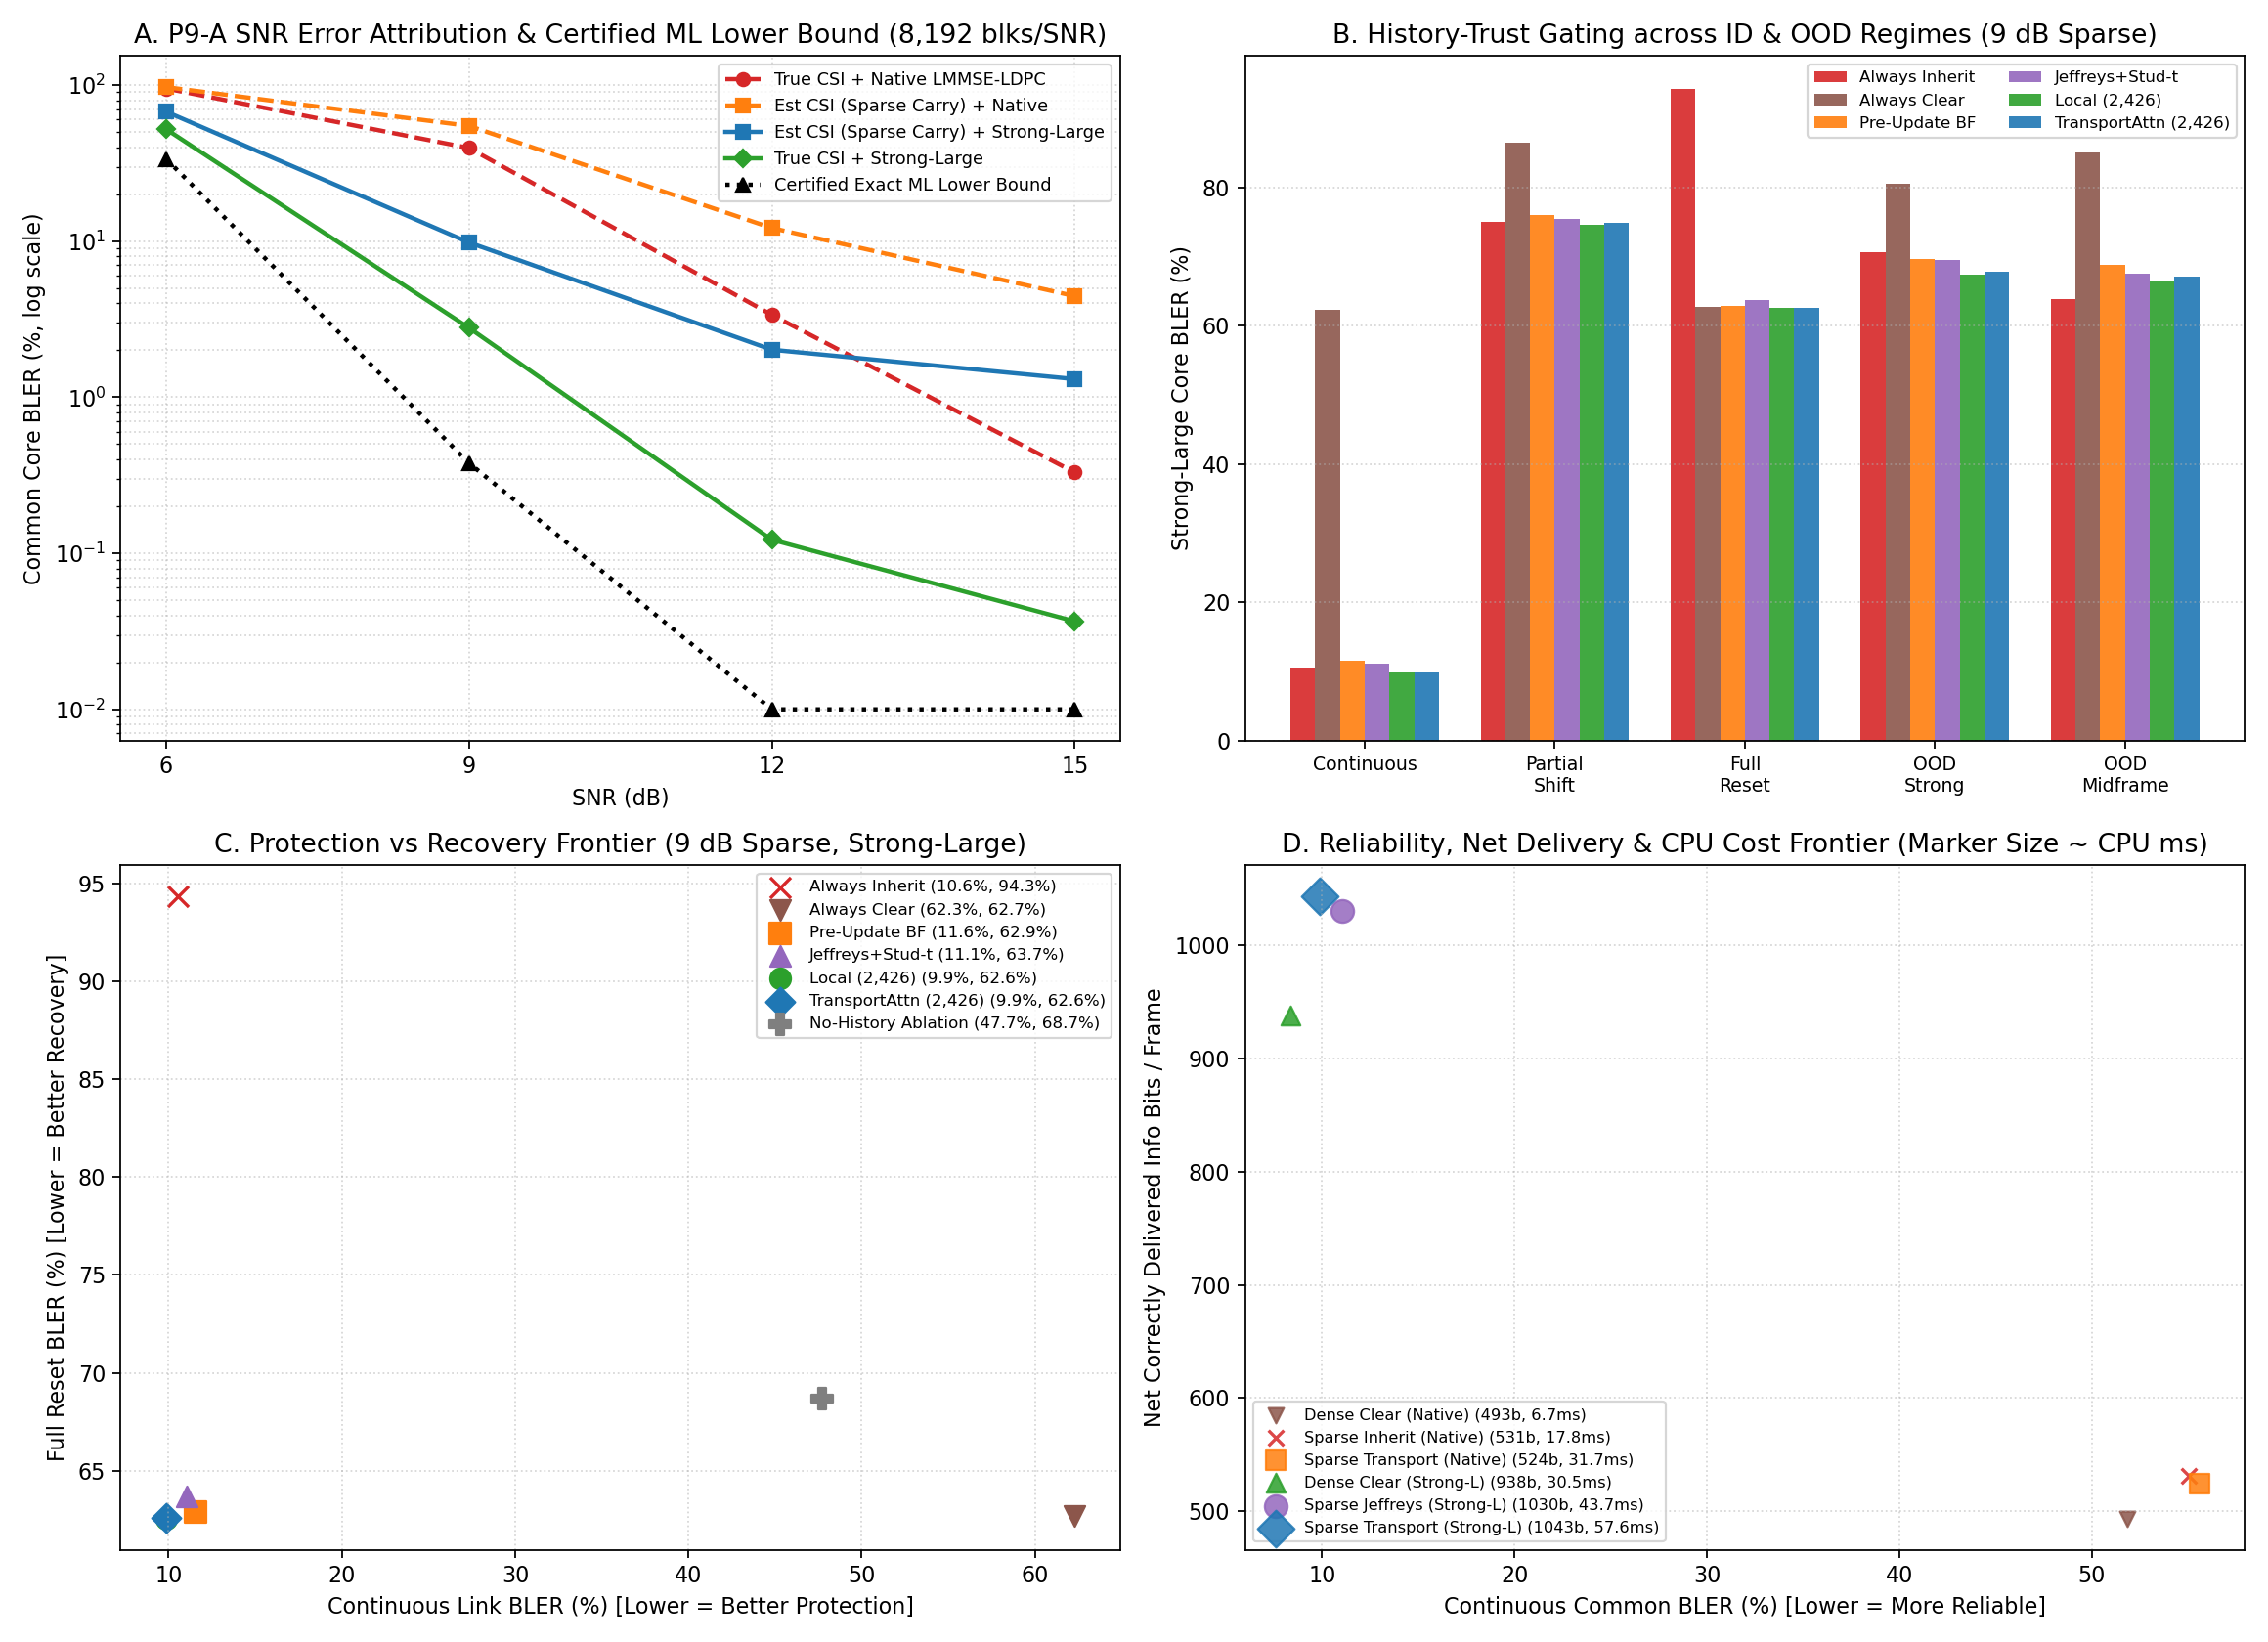 A. P9-A SNR Error Attribution & Certified ML Lower Bound (8,192 blks/SNR)
Common Core BLER (%, log scale)
10²
10¹
10⁰
10⁻¹
10⁻²
True CSI + Native LMMSE-LDPC
Est CSI (Sparse Carry) + Native
Est CSI (Sparse Carry) + Strong-Large
True CSI + Strong-Large
Certified Exact ML Lower Bound
6
9
12
15
SNR (dB)
B. History-Trust Gating across ID & OOD Regimes (9 dB Sparse)
Strong-Large Core BLER (%)
80
60
40
20
0
Always Inherit
Always Clear
Pre-Update BF
Jeffreys+Stud-t
Local (2,426)
TransportAttn (2,426)
Continuous
Partial
Shift
Full
Reset
OOD
Strong
OOD
Midframe
C. Protection vs Recovery Frontier (9 dB Sparse, Strong-Large)
Full Reset BLER (%) [Lower = Better Recovery]
95
90
85
80
75
70
65
Always Inherit (10.6%, 94.3%)
Always Clear (62.3%, 62.7%)
Pre-Update BF (11.6%, 62.9%)
Jeffreys+Stud-t (11.1%, 63.7%)
Local (2,426) (9.9%, 62.6%)
TransportAttn (2,426) (9.9%, 62.6%)
No-History Ablation (47.7%, 68.7%)
10
20
30
40
50
60
Continuous Link BLER (%) [Lower = Better Protection]
D. Reliability, Net Delivery & CPU Cost Frontier (Marker Size ~ CPU ms)
Net Correctly Delivered Info Bits / Frame
1000
900
800
700
600
500
Dense Clear (Native) (493b, 6.7ms)
Sparse Inherit (Native) (531b, 17.8ms)
Sparse Transport (Native) (524b, 31.7ms)
Dense Clear (Strong-L) (938b, 30.5ms)
Sparse Jeffreys (Strong-L) (1030b, 43.7ms)
Sparse Transport (Strong-L) (1043b, 57.6ms)
10
20
30
40
50
Continuous Common BLER (%) [Lower = More Reliable]